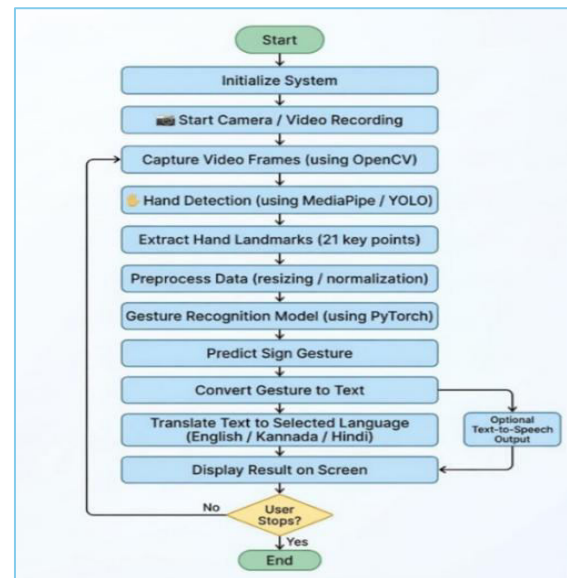 Start
Initialize System
📷 Start Camera / Video Recording
Capture Video Frames (using OpenCV)
✋ Hand Detection (using MediaPipe / YOLO)
Extract Hand Landmarks (21 key points)
Preprocess Data (resizing / normalization)
Gesture Recognition Model (using PyTorch)
Predict Sign Gesture
Convert Gesture to Text
Translate Text to Selected Language
(English / Kannada / Hindi)
Optional
Text-to-Speech
Output
Display Result on Screen
No
User
Stops?
Yes
End